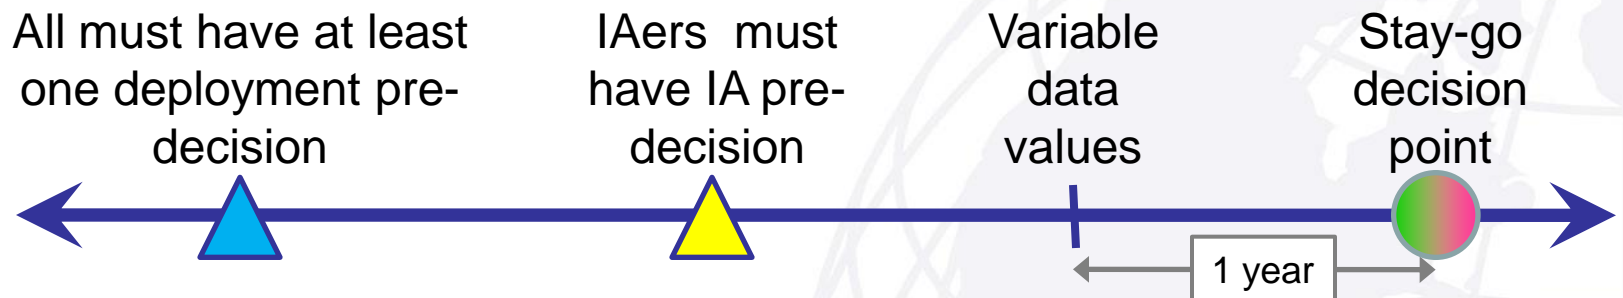 All must have at least
one deployment pre-
decision
IAers must
have IA pre-
decision
Variable
data
values
Stay-go
decision
point
1 year